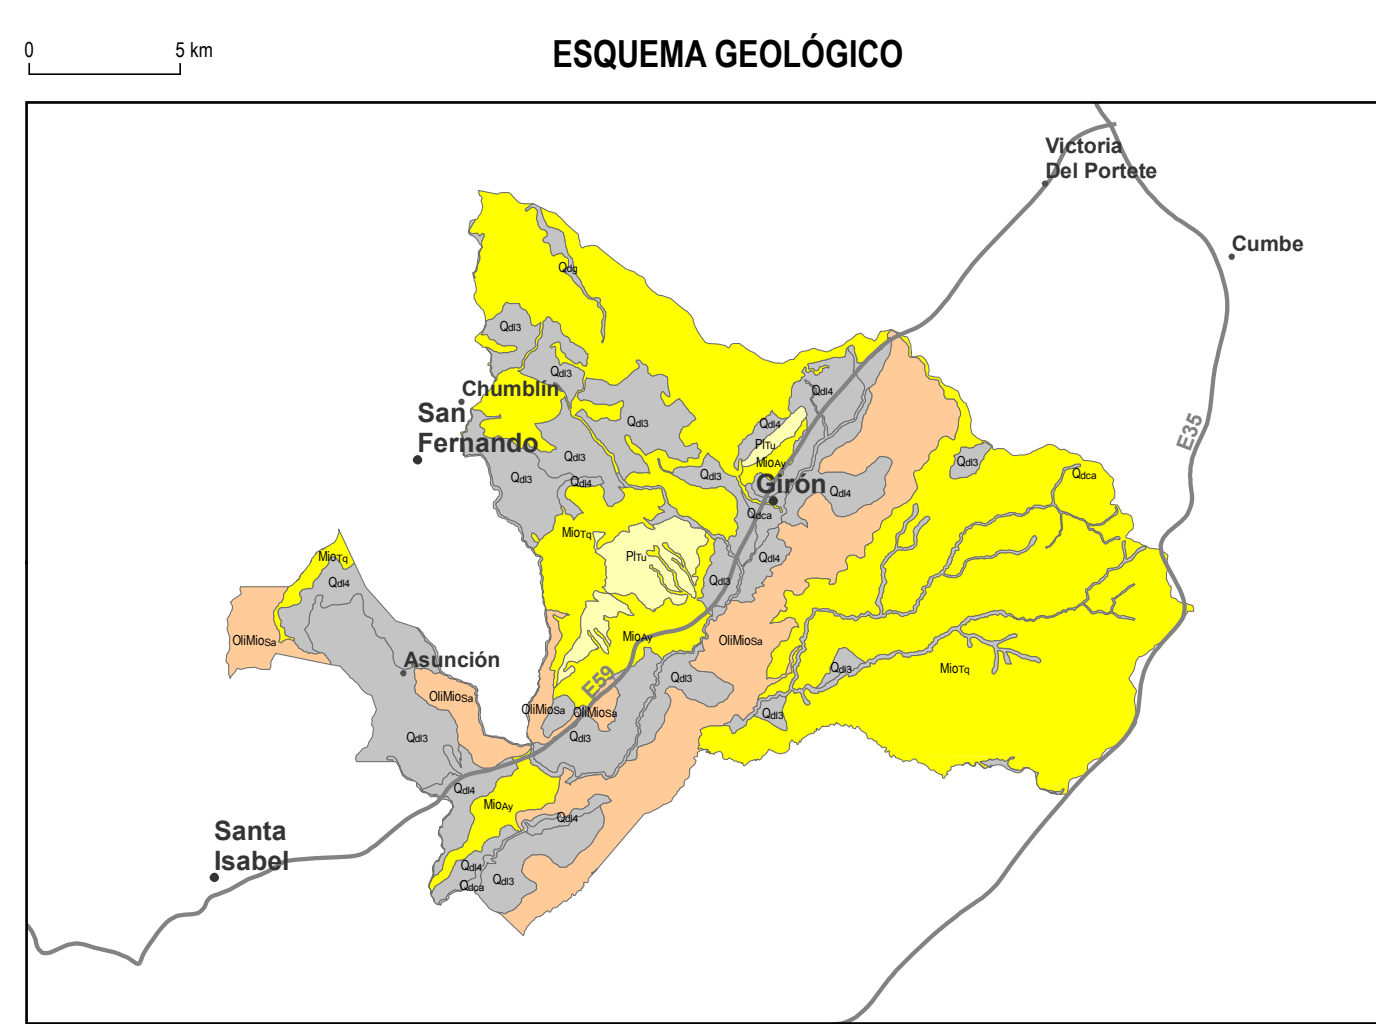 0 5 km
ESQUEMA GEOLÓGICO
Victoria
Del Portete
Cumbe
Qdg
Qdl3
Qdl3
Chumblín
San
Fernando
Qdl4
Qdl3
Qdl4
PlTu
MioAy
E35
Qdl3
Qdl3
Qdl4
Qdl3
Girón
Qdl4
Qdl3
Qdca
Qdca
MioTq
PlTu
Qdl4
Qdl3
MioTq
Qdl4
OliMioSa
MioAy
OliMioSa
Asunción
Qdl3
Qdl3
MioTq
E59
OliMioSa
OliMioSa
OliMioSa
Qdl3
Qdl3
Qdl3
Qdl4
MioAy
Qdl4
Santa
Isabel
Qdl4
Qdca
Qdl3